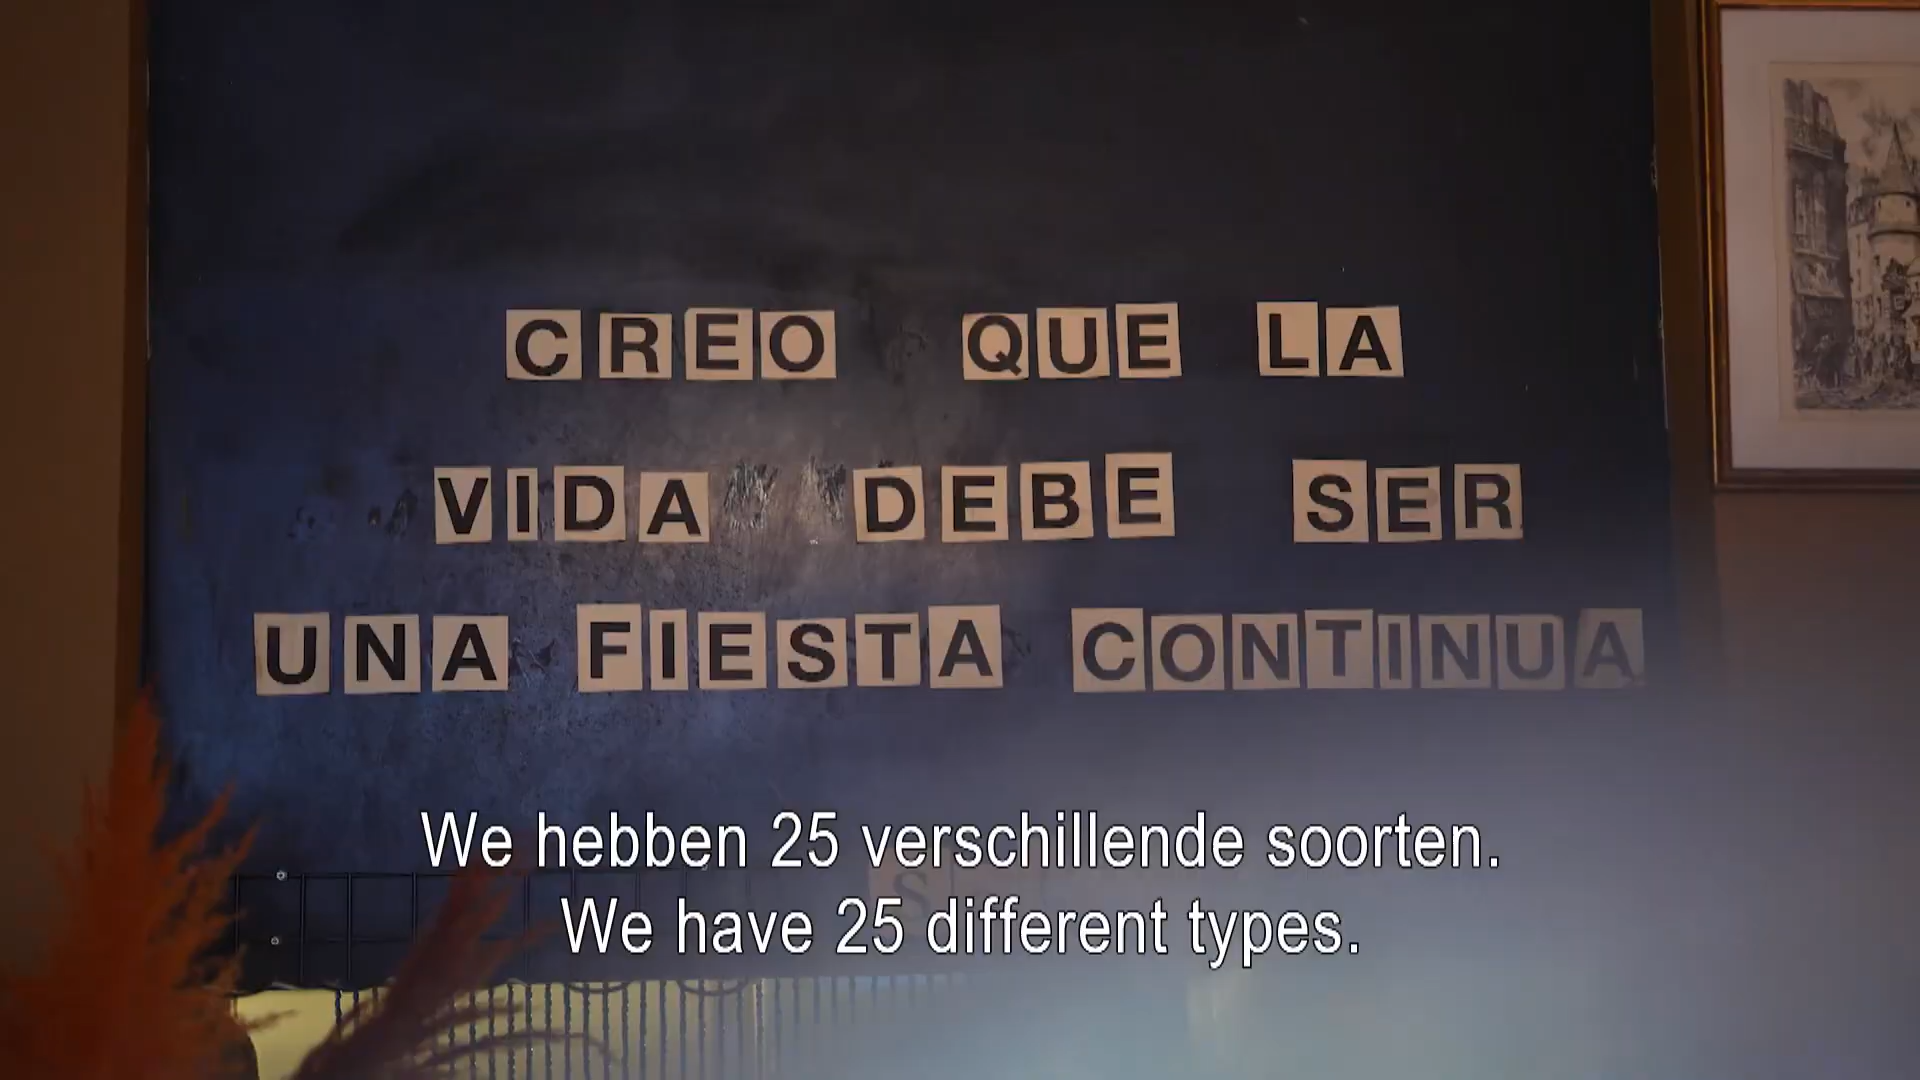 CREO QUE LA
VIDA DEBE SER
UNA FIESTA CONTINUA
We hebben 25 verschillende soorten.
We have 25 different types.